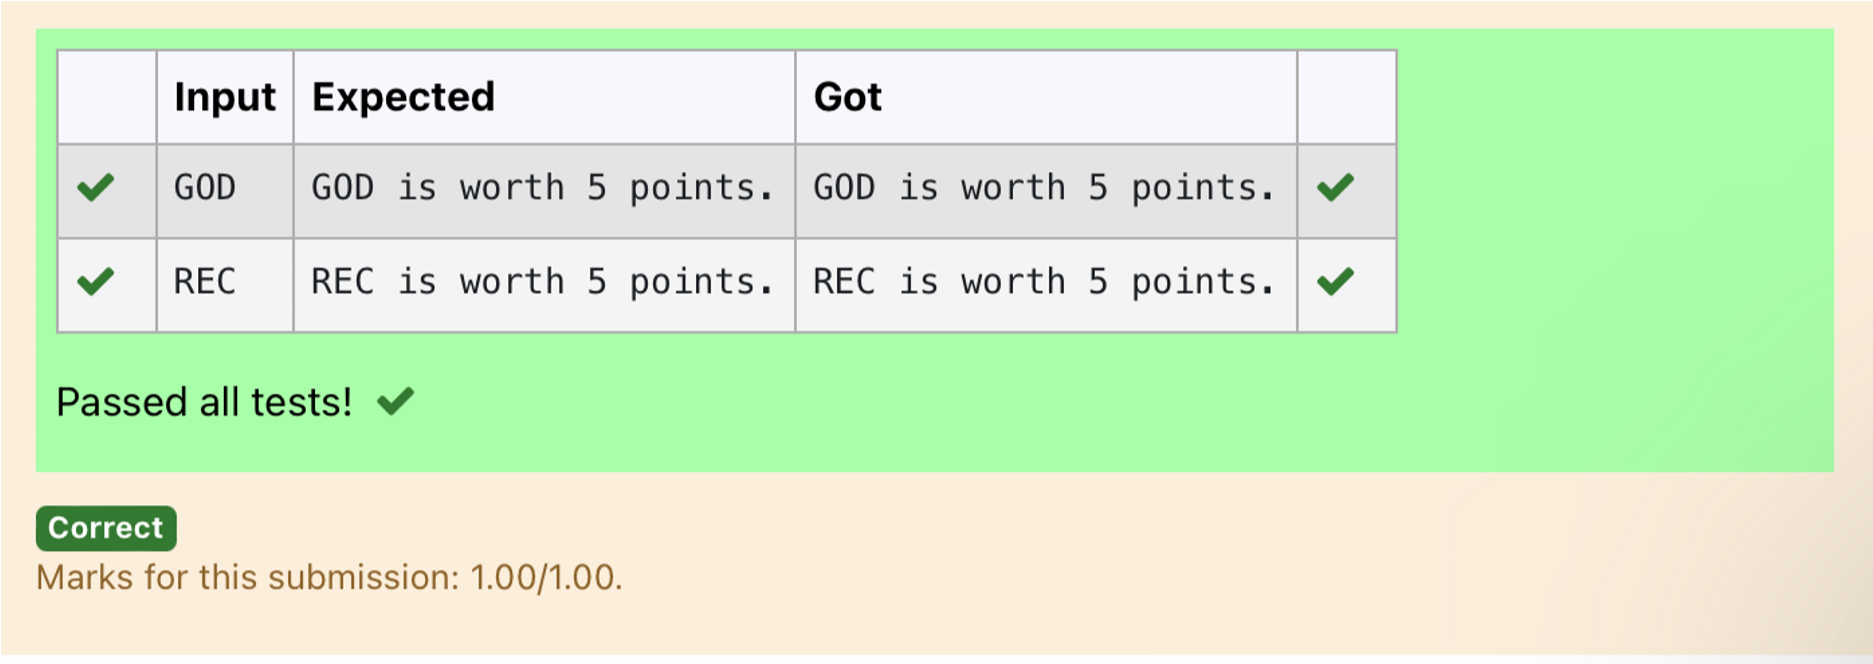 Input Expected Got
GOD GOD is worth 5 points. GOD is worth 5 points.
REC REC is worth 5 points. REC is worth 5 points.
Passed all tests!
Correct
Marks for this submission: 1.00/1.00.